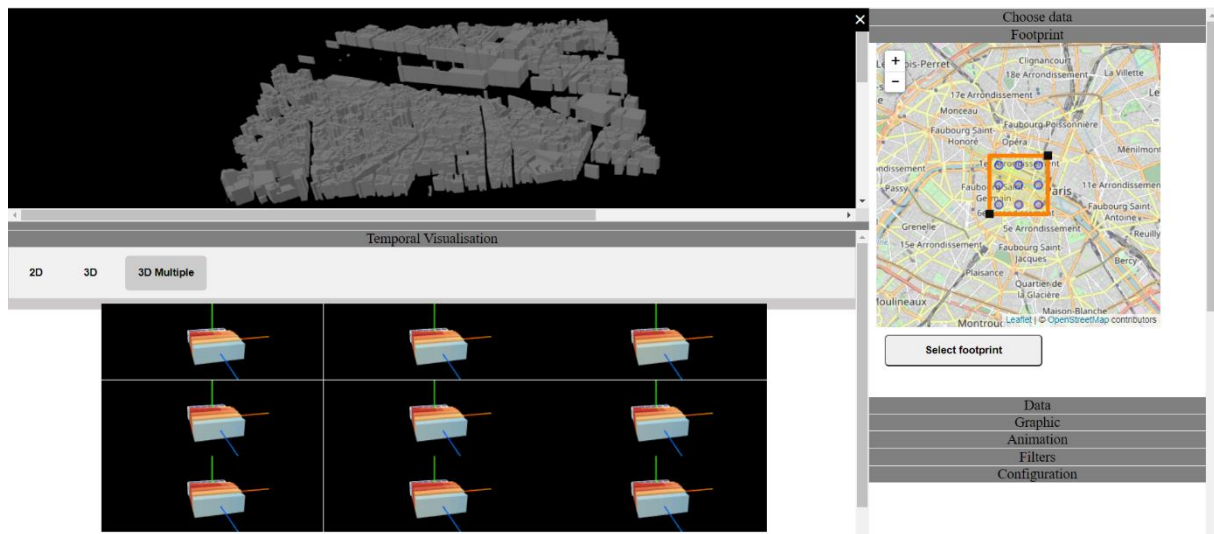 ×
Temporal Visualisation
2D 3D 3D Multiple
Choose data
Footprint
+
−
Clignancourt
18e Arrondissement
La Villette
17e Arrondissement
Monceau
Faubourg Poissonnière
Faubourg Saint-
Honoré
Opéra
Ménilmont
Passy
Paris
11e Arrondissement
Germain
Faubourg Saint-
Antoine
Grenelle
5e Arrondissement
Reuilly
15e Arrondissement
Faubourg Saint-
Jacques
Bercy
Plaisance
Quartier de
la Glacière
Maison-Blanche
Leaflet | © OpenStreetMap contributors
Select footprint
Data
Graphic
Animation
Filters
Configuration